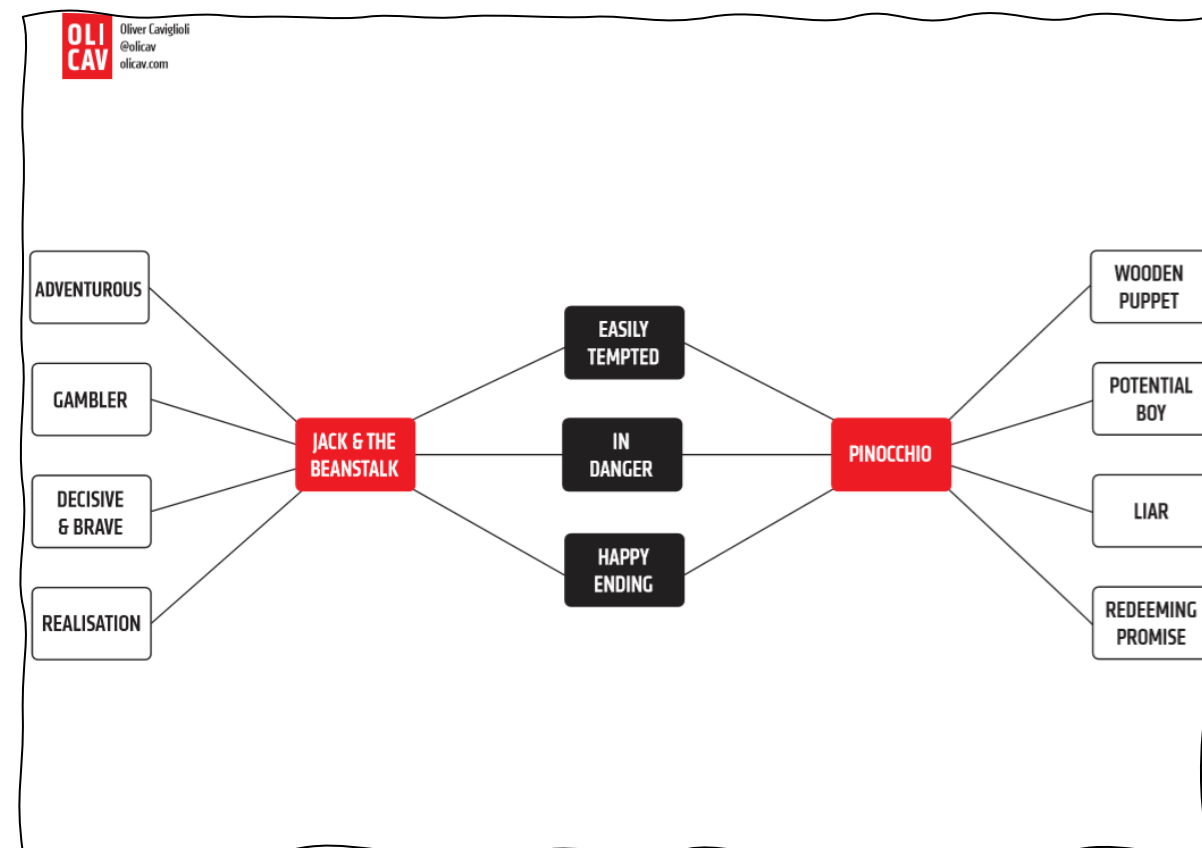 OLI
CAV
Oliver Caviglioli
@olicav
olicav.com
ADVENTUROUS
GAMBLER
DECISIVE
& BRAVE
REALISATION
JACK & THE
BEANSTALK
EASILY
TEMPTED
IN
DANGER
HAPPY
ENDING
PINOCCHIO
WOODEN
PUPPET
POTENTIAL
BOY
LIAR
REDEEMING
PROMISE